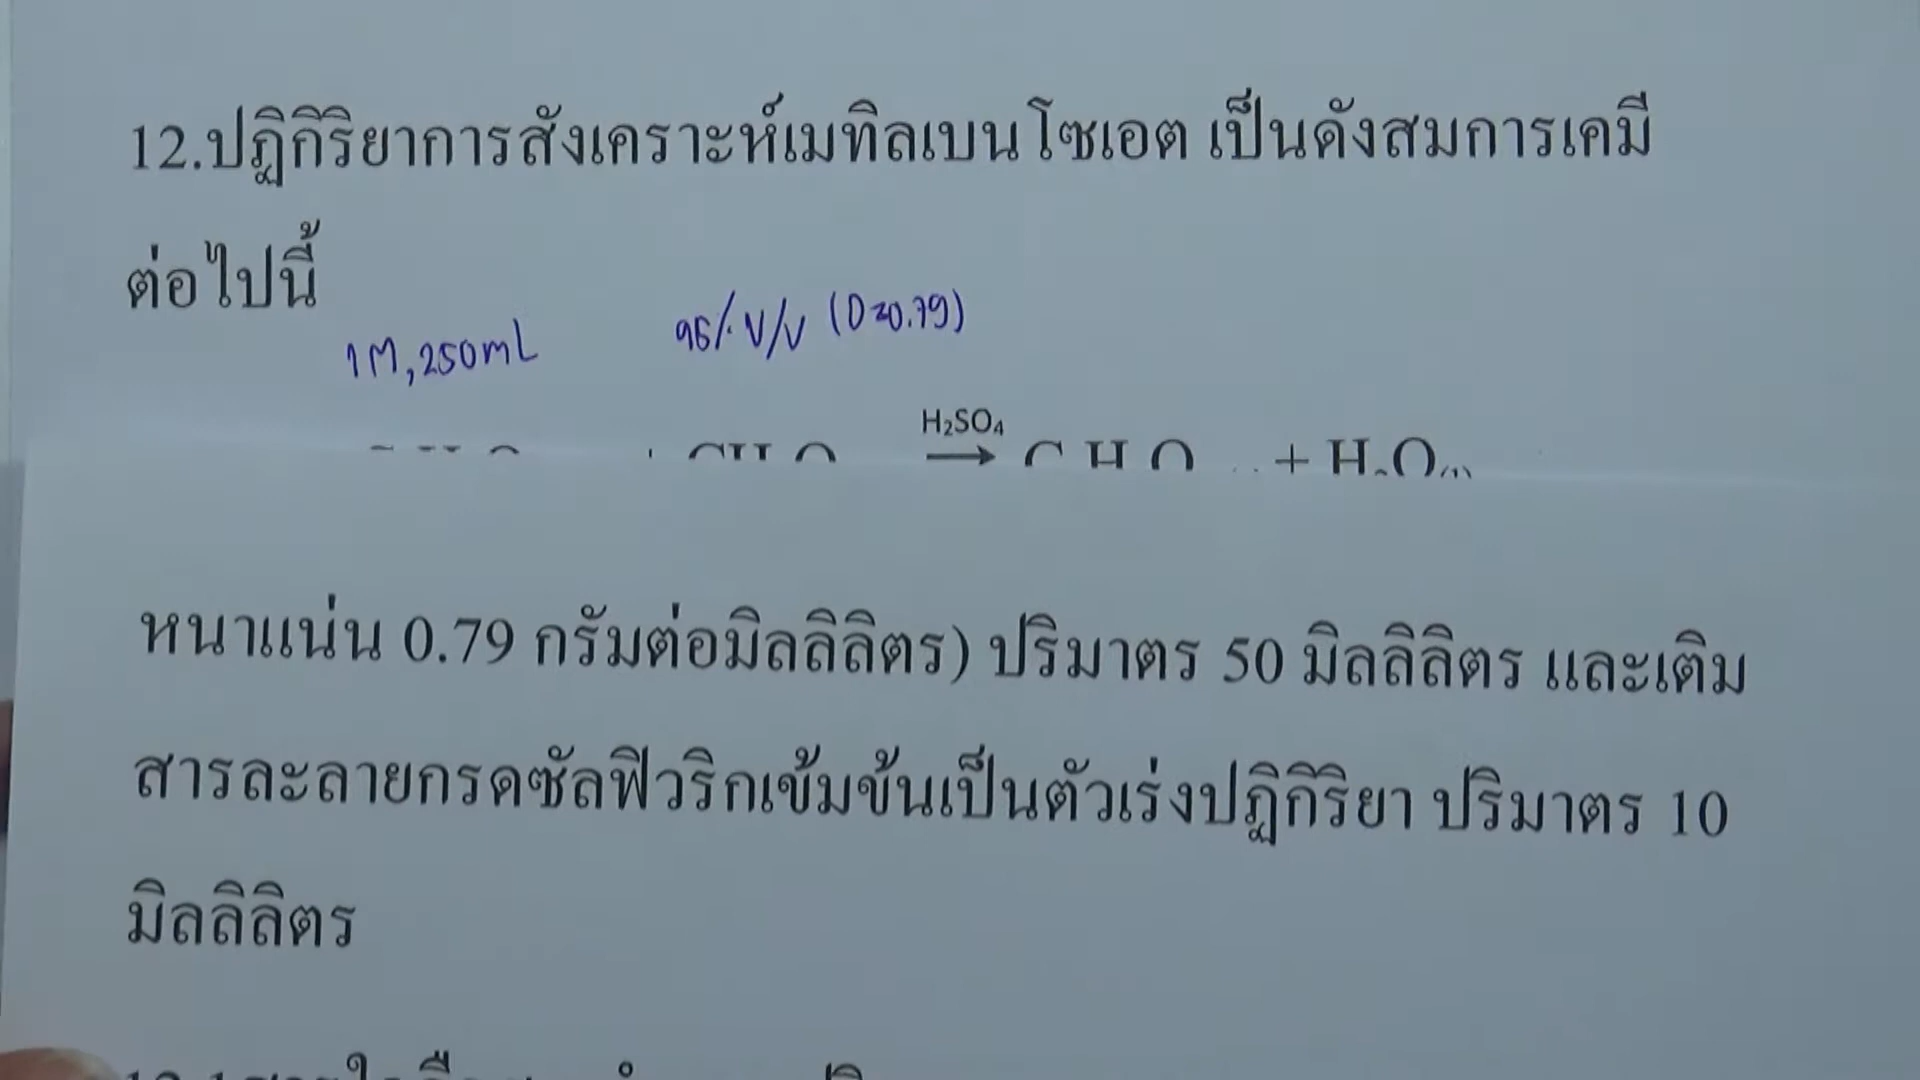 12.ปฏิกิริยาการสังเคราะห์เมทิลเบนโซเอต เป็นดังสมการเคมี
ต่อไปนี้
1M,250mL 96%.V/V (D=0.79)
H₂SO₄
→ + H₂O
หนาแน่น 0.79 กรัมต่อมิลลิลิตร) ปริมาตร 50 มิลลิลิตร และเติม
สารละลายกรดซัลฟิวริกเข้มข้นเป็นตัวเร่งปฏิกิริยา ปริมาตร 10
มิลลิลิตร